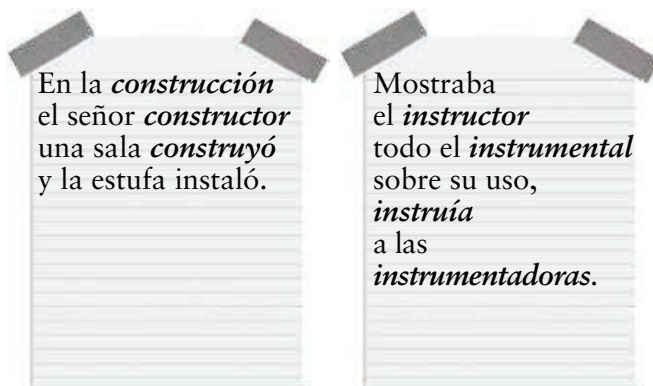 En la construcción
el señor constructor
una sala construyó
y la estufa instaló.
Mostraba
el instructor
todo el instrumental
sobre su uso,
instruía
a las
instrumentadoras.